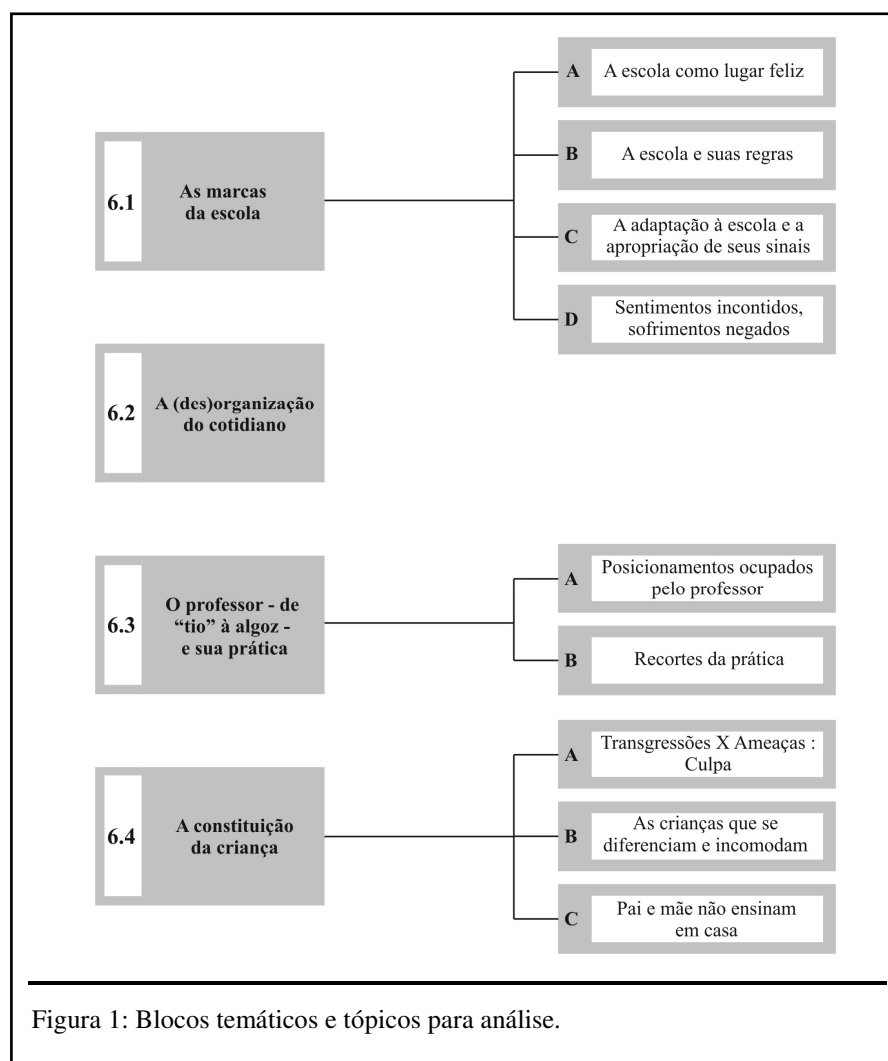 A
A escola como lugar feliz
B
A escola e suas regras
6.1
As marcas
da escola
C
A adaptação à escola e a
apropriação de seus sinais
D
Sentimentos incontidos,
sofrimentos negados
6.2
A (des)organização
do cotidiano
6.3
O professor - de
“tio” à algoz -
e sua prática
A
Posicionamentos ocupados
pelo professor
B
Recortes da prática
6.4
A constituição
da criança
A
Transgressões X Ameaças :
Culpa
B
As crianças que se
diferenciam e incomodam
C
Pai e mãe não ensinam
em casa
Figura 1: Blocos temáticos e tópicos para análise.